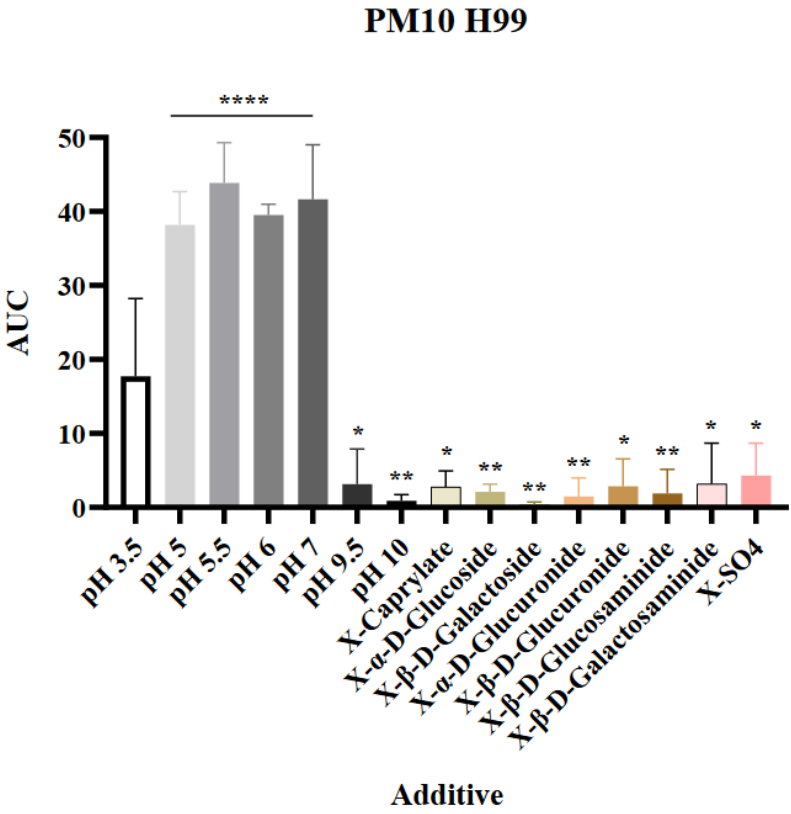 PM10 H99
****
50
40
30
20
10
0
AUC
*
**
*
**
**
**
*
**
*
*
pH 3.5
pH 5
pH 5.5
pH 6
pH 7
pH 9.5
pH 10
X-Caprylate
X-α-D-Glucoside
X-β-D-Galactoside
X-α-D-Glucuronide
X-β-D-Glucuronide
X-β-D-Glucosaminide
X-β-D-Galactosaminide
X-SO4
Additive